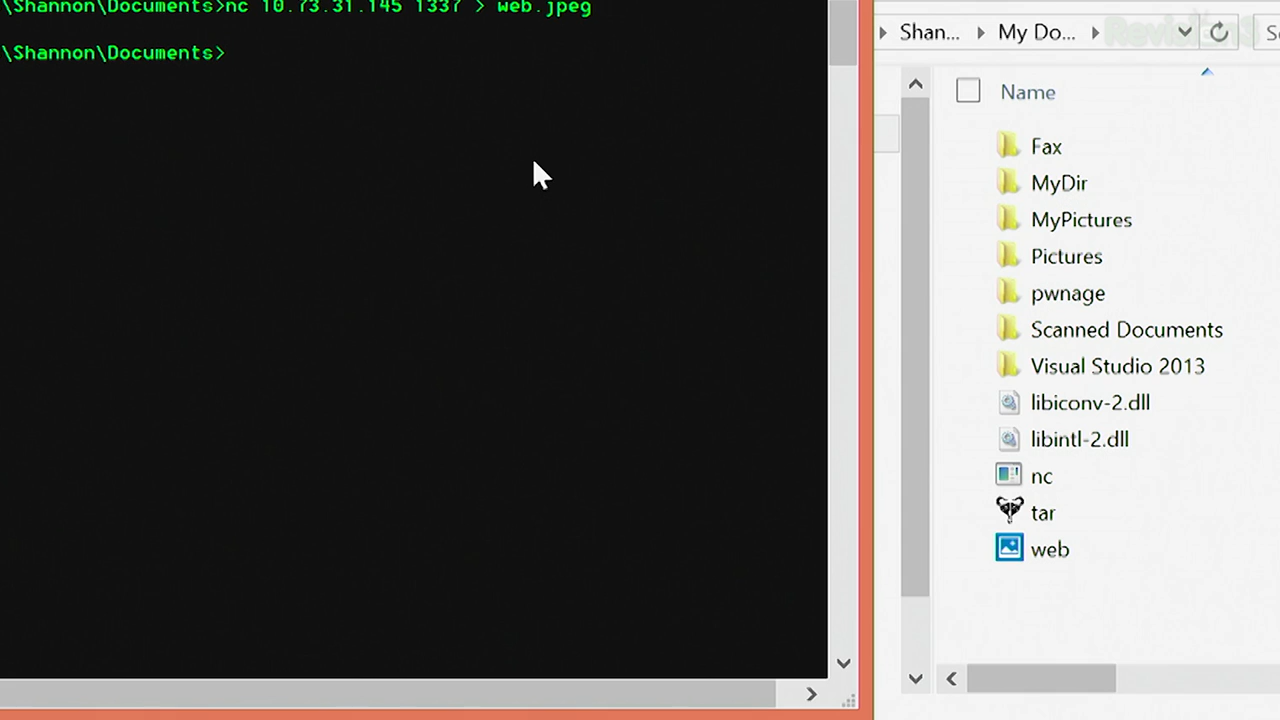 \Shannon\Documents>nc 10.73.31.145 1337 > web.jpeg
\Shannon\Documents>
Shan... My Do...
Name
Fax
MyDir
MyPictures
Pictures
pwnage
Scanned Documents
Visual Studio 2013
libiconv-2.dll
libintl-2.dll
nc
tar
web